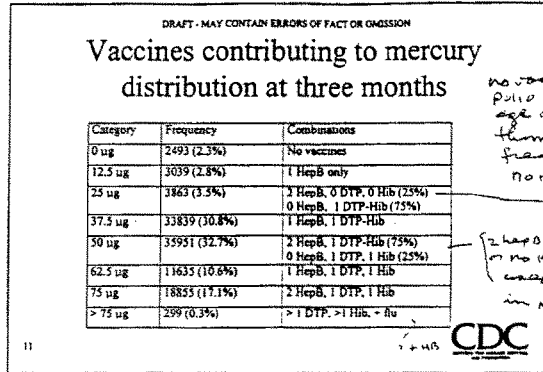 DRAFT - MAY CONTAIN ERRORS OF FACT OR OMISSION
Vaccines contributing to mercury
distribution at three months
Category Frequency Combinations
0 ug 2493 (2.3%) No vaccines
12.5 ug 3039 (2.8%) 1 HepB only
25 ug 3863 (3.5%) 2 HepB, 0 DTP, 0 Hib (25%)
0 HepB, 1 DTP-Hib (75%)
37.5 ug 33839 (30.8%) 1 HepB, 1 DTP-Hib
50 ug 35951 (32.7%) 2 HepB, 1 DTP-Hib (75%)
0 HepB, 1 DTP, 1 Hib (25%)
62.5 ug 11635 (10.6%) 1 HepB, 1 DTP, 1 Hib
75 ug 18855 (17.1%) 2 HepB, 1 DTP, 1 Hib
> 75 ug 299 (0.3%) > 1 DTP, >1 Hib, + flu
polio
2 hepB
in
+ HB
11
CDC